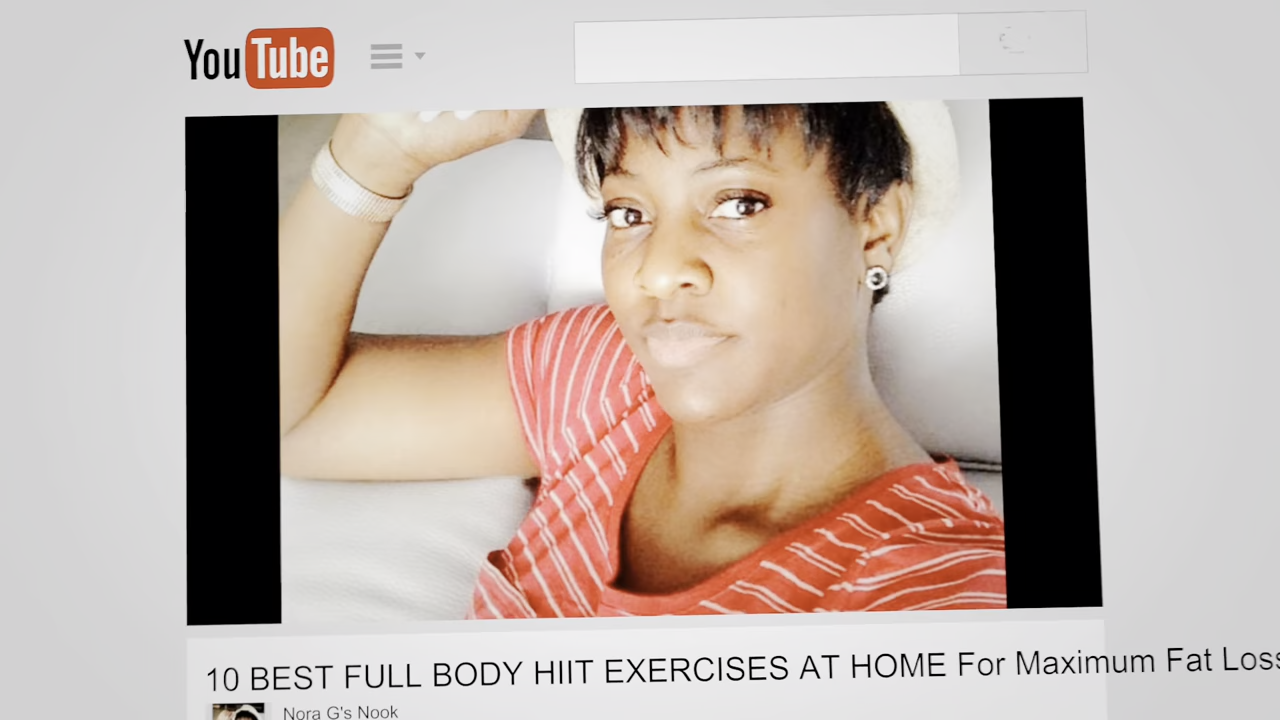 YouTube
10 BEST FULL BODY HIIT EXERCISES AT HOME For Maximum Fat Loss
Nora G's Nook